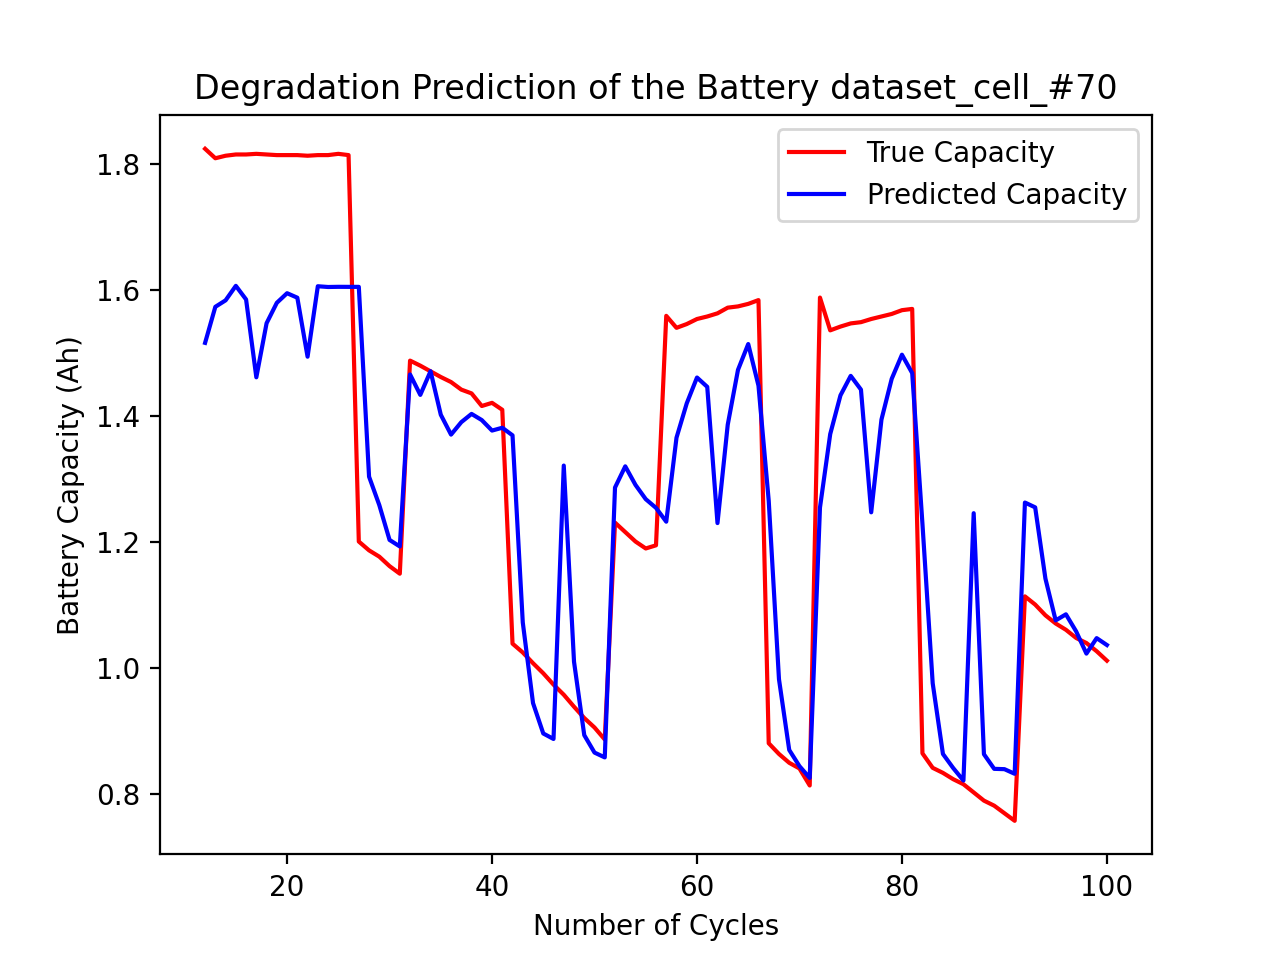 Degradation Prediction of the Battery dataset_cell_#70
True Capacity
Predicted Capacity
Battery Capacity (Ah)
1.8
1.6
1.4
1.2
1.0
0.8
20 40 60 80 100
Number of Cycles